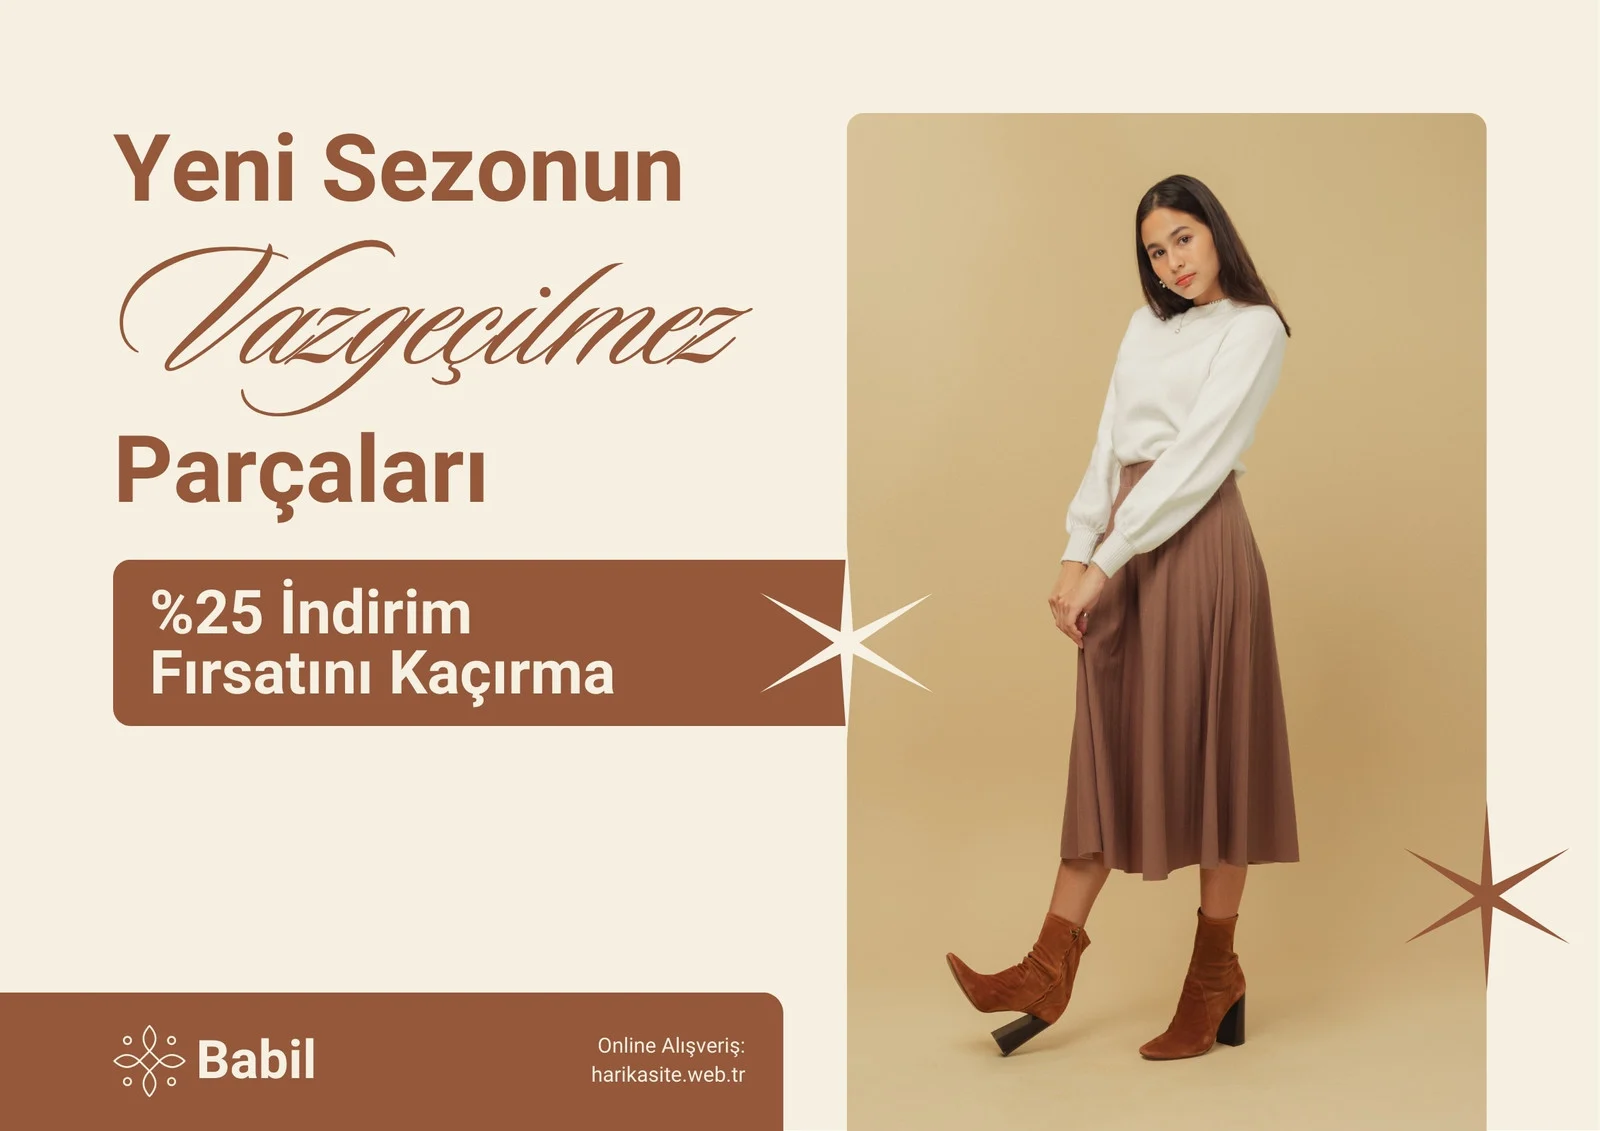 Yeni Sezonun
Vazgeçilmez
Parçaları
%25 İndirim
Fırsatını Kaçırma
Babil
Online Alışveriş:
harikasite.web.tr